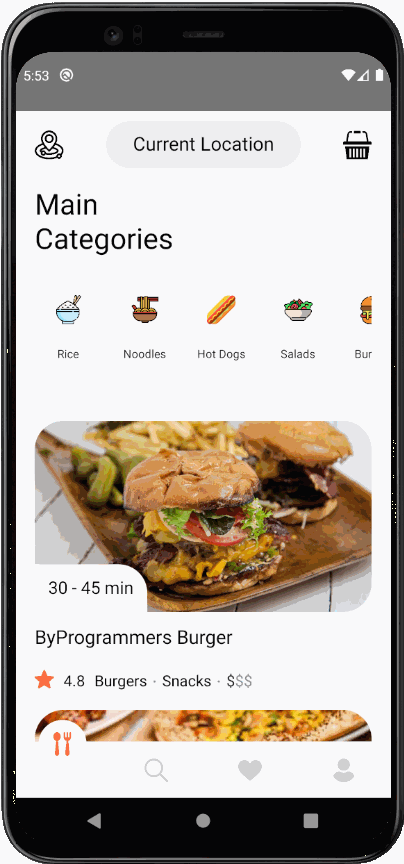 5:53
Current Location
Main
Categories
Rice
Noodles
Hot Dogs
Salads
Bur
30 - 45 min
ByProgrammers Burger
4.8 Burgers · Snacks · $$$